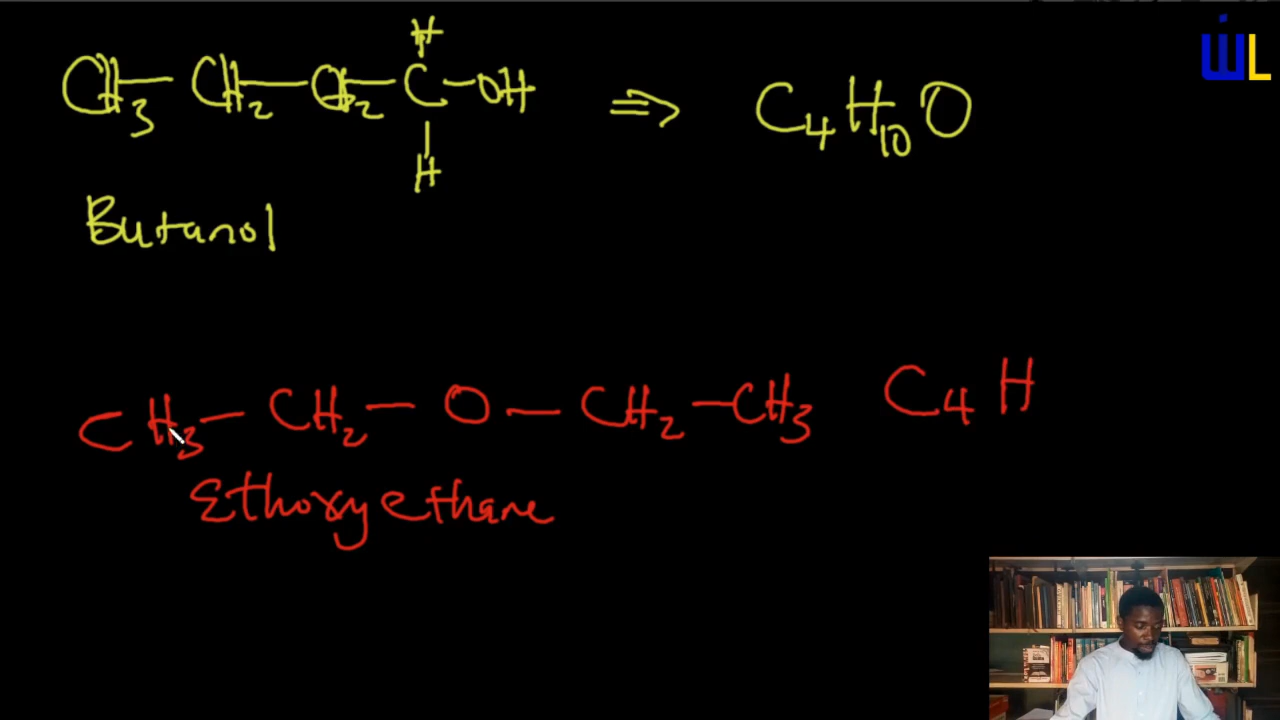 H
CH3 — CH2 — CH2 — C — OH ⇒ C4H10O
|
H
Butanol
CH3 — CH2 — O — CH2 — CH3 C4H
Ethoxyethane
WL